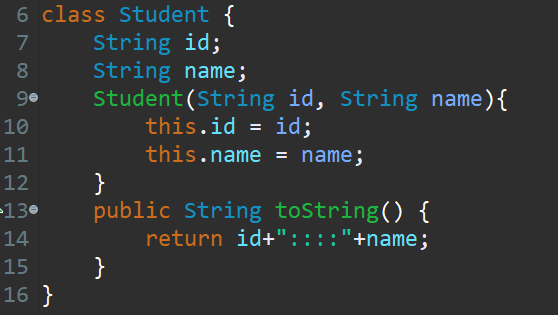 6 class Student {
7     String id;
8     String name;
9     Student(String id, String name){
10         this.id = id;
11         this.name = name;
12     }
13     public String toString() {
14         return id+"::::"+name;
15     }
16 }